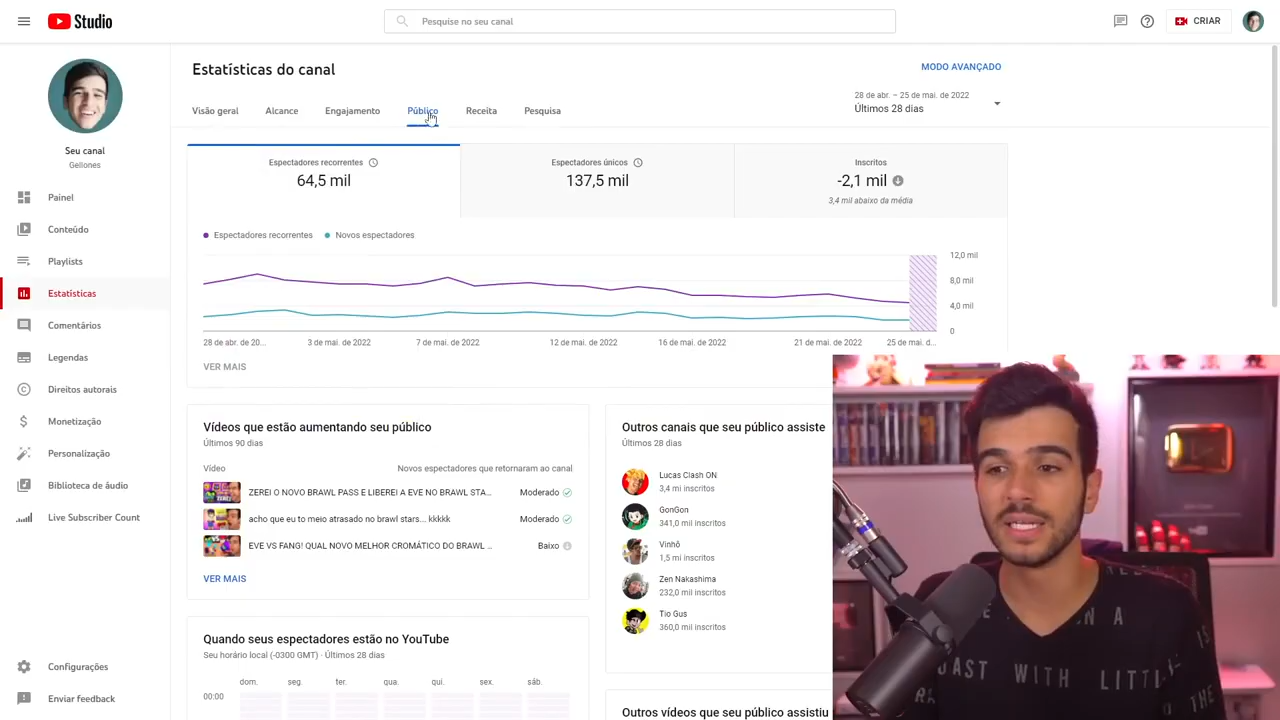 Studio
Pesquise no seu canal
CRIAR
Seu canal
Gellones
Painel
Conteúdo
Playlists
Estatísticas
Comentários
Legendas
Direitos autorais
Monetização
Personalização
Biblioteca de áudio
Live Subscriber Count
Configurações
Enviar feedback
Estatísticas do canal
MODO AVANÇADO
28 de abr. – 25 de mai. de 2022
Últimos 28 dias
Visão geral
Alcance
Engajamento
Público
Receita
Pesquisa
Espectadores recorrentes
64,5 mil
Espectadores únicos
137,5 mil
Inscritos
-2,1 mil
3,4 mil abaixo da média
Espectadores recorrentes
Novos espectadores
12,0 mil
8,0 mil
4,0 mil
0
28 de abr. de 20...
3 de mai. de 2022
7 de mai. de 2022
12 de mai. de 2022
16 de mai. de 2022
21 de mai. de 2022
25 de mai. d...
VER MAIS
Vídeos que estão aumentando seu público
Últimos 90 dias
Vídeo
Novos espectadores que retornaram ao canal
ZEREI O NOVO BRAWL PASS E LIBEREI A EVE NO BRAWL STA...
Moderado
acho que eu to meio atrasado no brawl stars... kkkkk
Moderado
EVE VS FANG! QUAL NOVO MELHOR CROMÁTICO DO BRAWL ...
Baixo
VER MAIS
Outros canais que seu público assiste
Últimos 28 dias
Lucas Clash ON
3,4 mi inscritos
GonGon
341,0 mil inscritos
Vinhô
1,5 mi inscritos
Zen Nakashima
232,0 mil inscritos
Tio Gus
360,0 mil inscritos
Quando seus espectadores estão no YouTube
Seu horário local (-0300 GMT) · Últimos 28 dias
dom.
seg.
ter.
qua.
qui.
sex.
sáb.
00:00
Outros vídeos que seu público assistiu
WITH